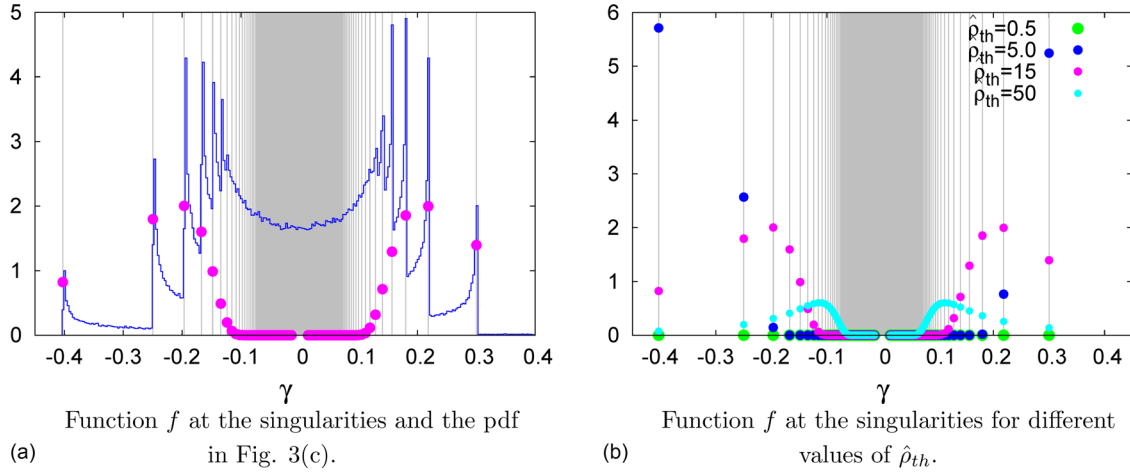 5
4
3
2
1
0
-0.4 -0.3 -0.2 -0.1 0 0.1 0.2 0.3 0.4
γ
Function f at the singularities and the pdf
(a) in Fig. 3(c).
6
5
4
3
2
1
0
ρ̂th=0.5
ρ̂th=5.0
ρ̂th=15
ρ̂th=50
-0.4 -0.3 -0.2 -0.1 0 0.1 0.2 0.3 0.4
γ
Function f at the singularities for different
(b) values of ρ̂th.